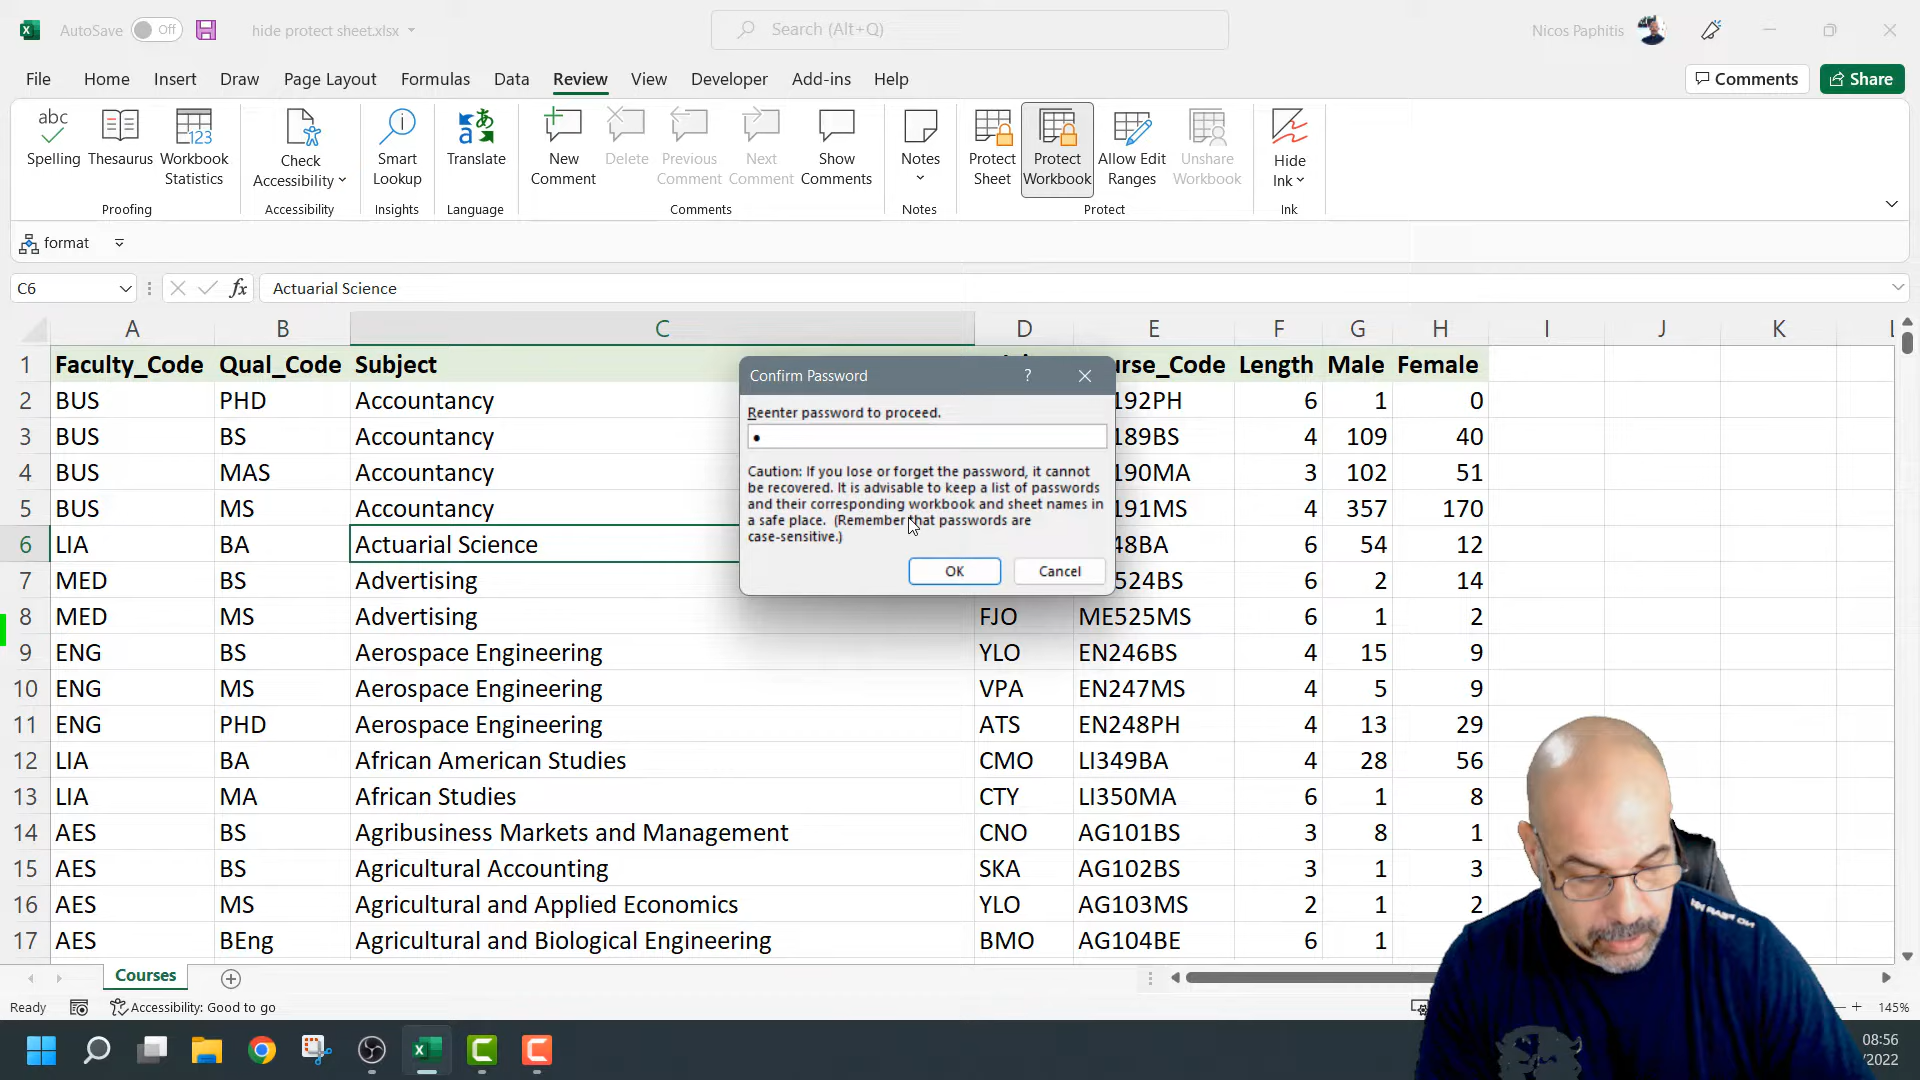 AutoSave Off hide protect sheet.xlsx Search (Alt+Q) Nicos Paphitis
File Home Insert Draw Page Layout Formulas Data Review View Developer Add-ins Help Comments Share
abc 123
Spelling Thesaurus Workbook Statistics Check Accessibility Smart Lookup Translate New Comment Delete Previous Comment Next Comment Show Comments Notes Protect Sheet Protect Workbook Allow Edit Ranges Unshare Workbook Hide Ink
Proofing Accessibility Insights Language Comments Notes Protect Ink
format
C6 fx Actuarial Science
A B C D E F G H I J K L
1 Faculty_Code Qual_Code Subject urse_Code Length Male Female
2 BUS PHD Accountancy 192PH 6 1 0
3 BUS BS Accountancy 189BS 4 109 40
4 BUS MAS Accountancy 190MA 3 102 51
5 BUS MS Accountancy 191MS 4 357 170
6 LIA BA Actuarial Science 48BA 6 54 12
7 MED BS Advertising 524BS 6 2 14
8 MED MS Advertising FJO ME525MS 6 1 2
9 ENG BS Aerospace Engineering YLO EN246BS 4 15 9
10 ENG MS Aerospace Engineering VPA EN247MS 4 5 9
11 ENG PHD Aerospace Engineering ATS EN248PH 4 13 29
12 LIA BA African American Studies CMO LI349BA 4 28 56
13 LIA MA African Studies CTY LI350MA 6 1 8
14 AES BS Agribusiness Markets and Management CNO AG101BS 3 8 1
15 AES BS Agricultural Accounting SKA AG102BS 3 1 3
16 AES MS Agricultural and Applied Economics YLO AG103MS 2 1 2
17 AES BEng Agricultural and Biological Engineering BMO AG104BE 6 1
Confirm Password ?
Reenter password to proceed.
Caution: If you lose or forget the password, it cannot
be recovered. It is advisable to keep a list of passwords
and their corresponding workbook and sheet names in
a safe place. (Remember that passwords are
case-sensitive.)
OK Cancel
Courses
Ready Accessibility: Good to go 145%
08:56
/2022